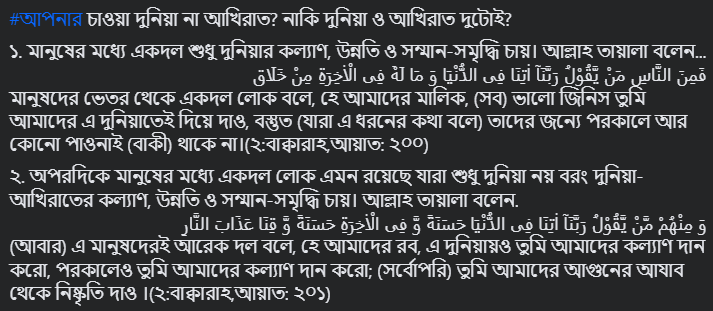 #আপনার চাওয়া দুনিয়া না আখিরাত? নাকি দুনিয়া ও আখিরাত দুটোই?
১. মানুষের মধ্যে একদল শুধু দুনিয়ার কল্যাণ, উন্নতি ও সম্মান-সমৃদ্ধি চায়। আল্লাহ তায়ালা বলেন...
فَمِنَ النَّاسِ مَنۡ یَّقُوۡلُ رَبَّنَاۤ اٰتِنَا فِی الدُّنۡیَا وَ مَا لَهٗ فِی الۡاٰخِرَۃِ مِنۡ خَلَاقٍ
মানুষদের ভেতর থেকে একদল লোক বলে, হে আমাদের মালিক, (সব) ভালো জিনিস তুমি
আমাদের এ দুনিয়াতেই দিয়ে দাও, বস্তুত (যারা এ ধরনের কথা বলে) তাদের জন্যে পরকালে আর
কোনো পাওনাই (বাকী) থাকে না।(২:বাক্বারাহ,আয়াত: ২০০)
২. অপরদিকে মানুষের মধ্যে একদল লোক এমন রয়েছে যারা শুধু দুনিয়া নয় বরং দুনিয়া-
আখিরাতের কল্যাণ, উন্নতি ও সম্মান-সমৃদ্ধি চায়। আল্লাহ তায়ালা বলেন.
وَ مِنۡهُمۡ مَّنۡ یَّقُوۡلُ رَبَّنَاۤ اٰتِنَا فِی الدُّنۡیَا حَسَنَۃً وَّ فِی الۡاٰخِرَۃِ حَسَنَۃً وَّ قِنَا عَذَابَ النَّارِ
(আবার) এ মানুষদেরই আরেক দল বলে, হে আমাদের রব, এ দুনিয়ায়ও তুমি আমাদের কল্যাণ দান
করো, পরকালেও তুমি আমাদের কল্যাণ দান করো; (সর্বোপরি) তুমি আমাদের আগুনের আযাব
থেকে নিষ্কৃতি দাও ।(২:বাক্বারাহ,আয়াত: ২০১)